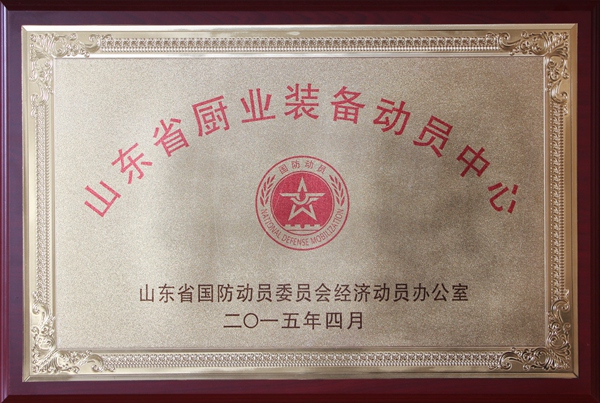 山东省厨业装备动员中心
国防动员
NATIONAL DEFENSE MOBILIZATION
山东省国防动员委员会经济动员办公室
二〇一五年四月